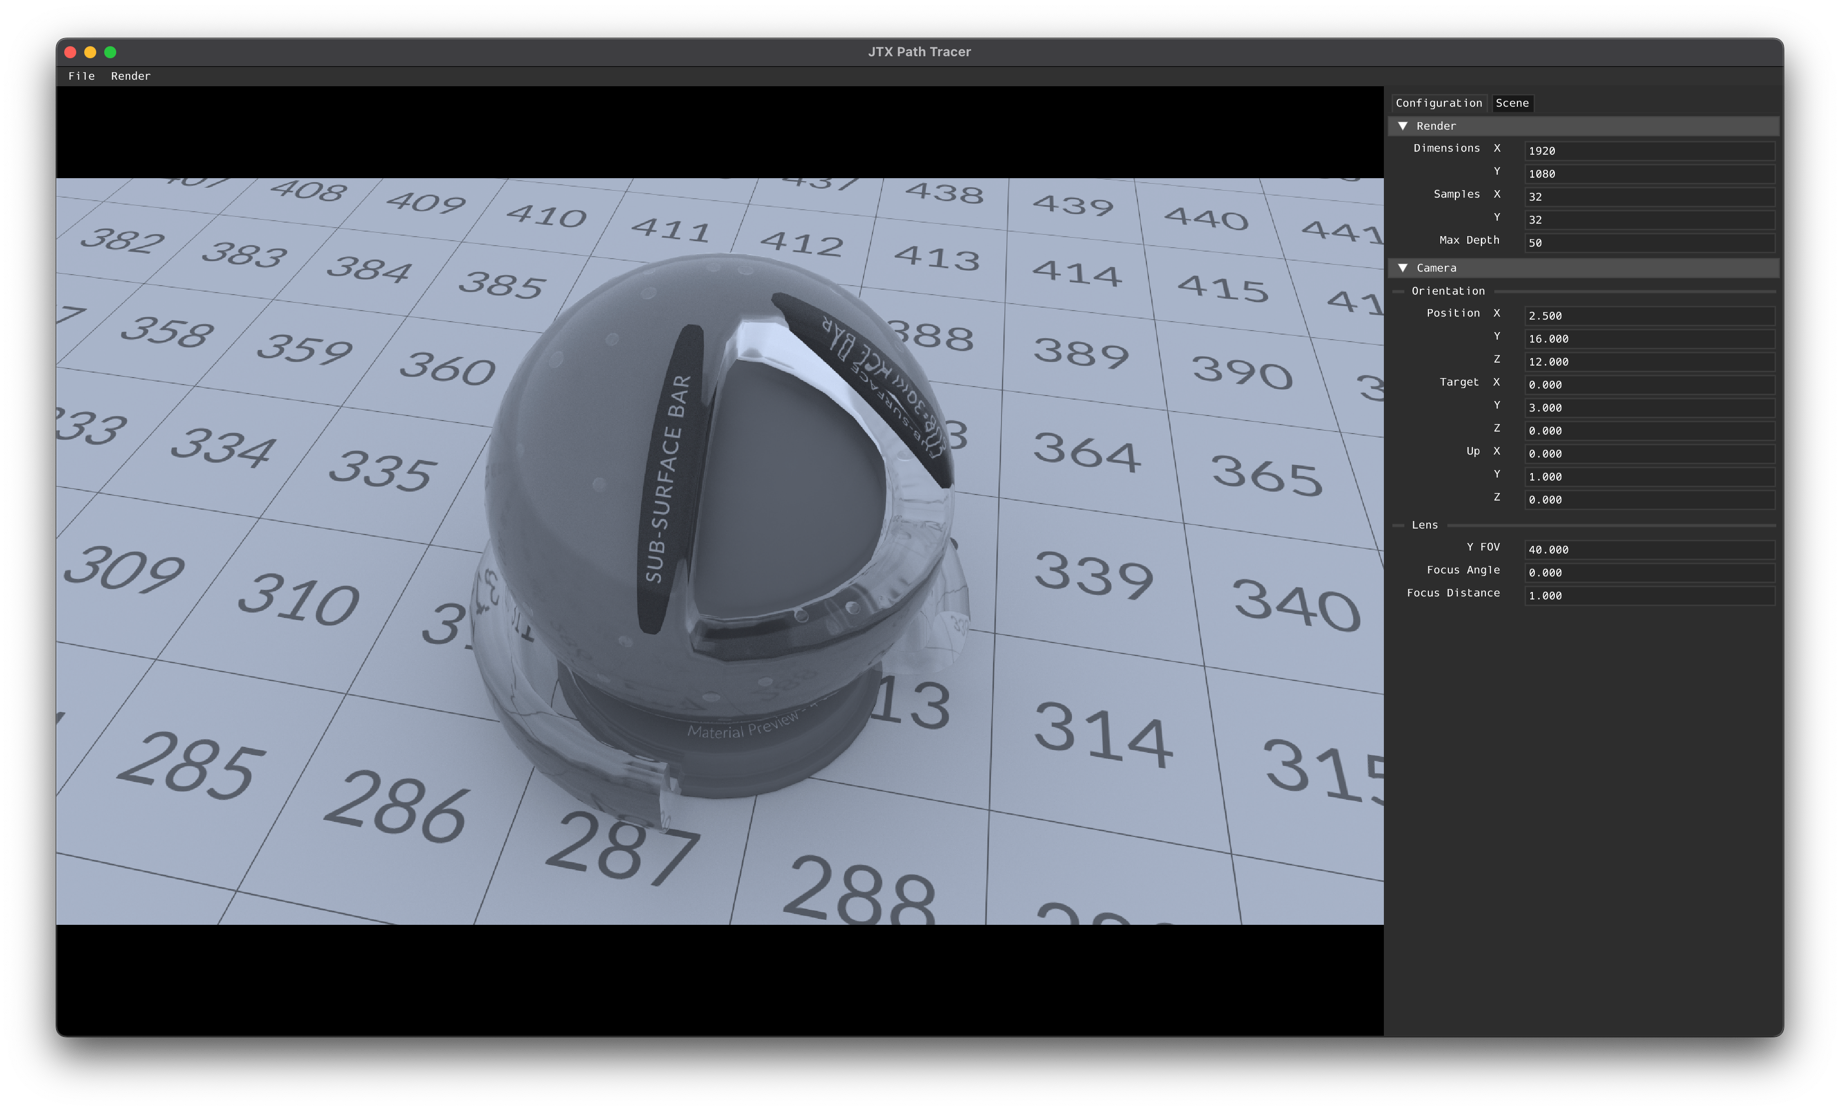 JTX Path Tracer
File Render
Configuration Scene
Render
Dimensions X 1920
Y 1080
Samples X 32
Y 32
Max Depth 50
Camera
Orientation
Position X 2.500
Y 16.000
Z 12.000
Target X 0.000
Y 3.000
Z 0.000
Up X 0.000
Y 1.000
Z 0.000
Lens
Y FOV 40.000
Focus Angle 0.000
Focus Distance 1.000
407 408 409 410 411 412 437 438 439 440 441
382 383 384 385 413 414 415
358 359 360 388 389 390
333 334 335 364 365
309 310 339 340
SUB-SURFACE BAR
Material Preview
13 314 315
285 286 287 288